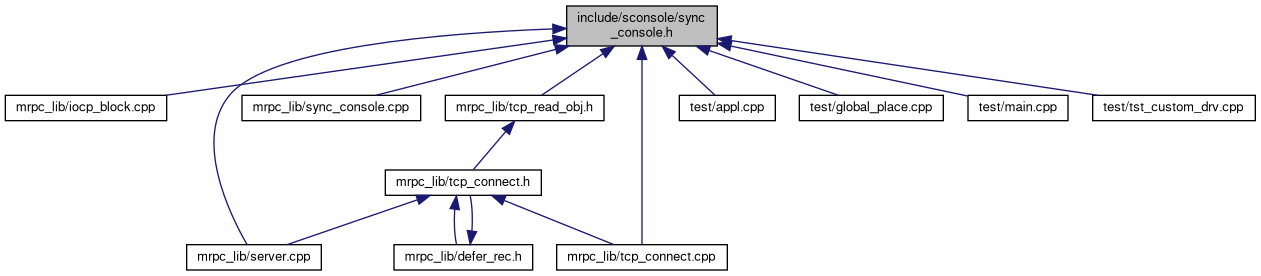 include/sconsole/sync
_console.h
mrpc_lib/iocp_block.cpp
mrpc_lib/sync_console.cpp
mrpc_lib/tcp_read_obj.h
test/appl.cpp
test/global_place.cpp
test/main.cpp
test/tst_custom_drv.cpp
mrpc_lib/tcp_connect.h
mrpc_lib/server.cpp
mrpc_lib/defer_rec.h
mrpc_lib/tcp_connect.cpp